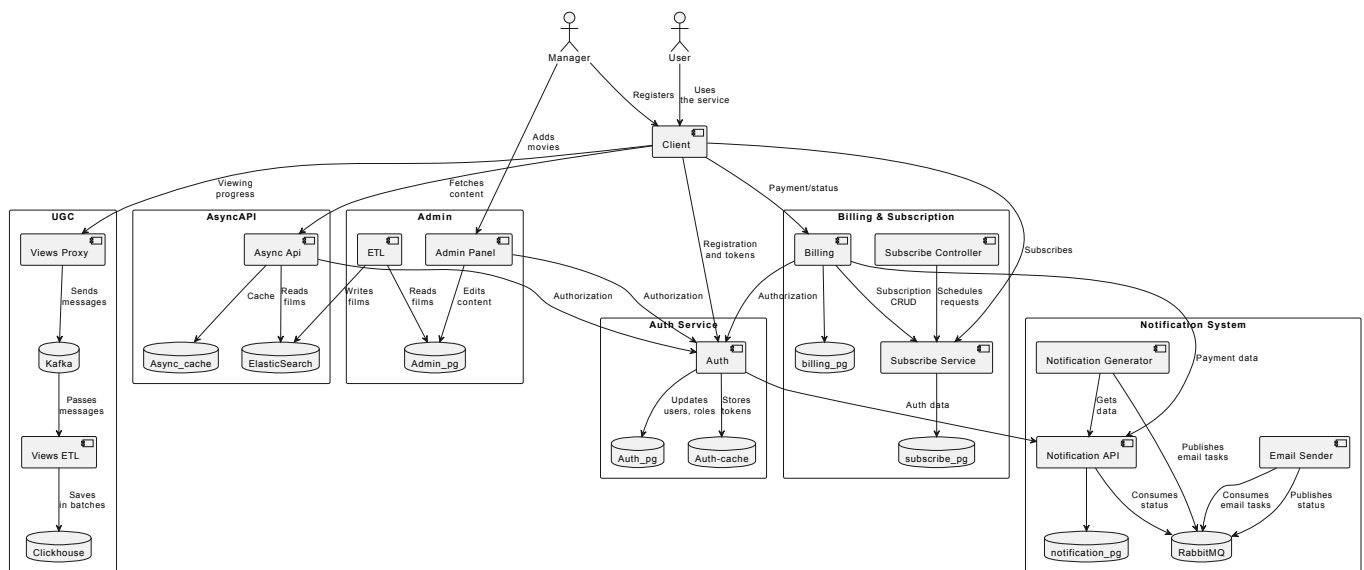 Manager
User
Registers
Uses
the service
Client
Adds
movies
Viewing
progress
Fetches
content
Payment/status
UGC
AsyncAPI
Admin
Billing & Subscription
Views Proxy
Async Api
ETL
Admin Panel
Billing
Subscribe Controller
Registration
and tokens
Subscribes
Sends
messages
Cache
Reads
films
Writes
films
Reads
films
Edits
content
Authorization
Authorization
Authorization
Subscription
CRUD
Schedules
requests
Auth Service
Notification System
Kafka
Async_cache
ElasticSearch
Admin_pg
Auth
billing_pg
Subscribe Service
Notification Generator
Payment data
Passes
messages
Updates
users, roles
Stores
tokens
Auth data
Gets
data
Views ETL
Auth_pg
Auth-cache
subscribe_pg
Notification API
Publishes
email tasks
Email Sender
Saves
in batches
Consumes
status
Consumes
email tasks
Publishes
status
Clickhouse
notification_pg
RabbitMQ